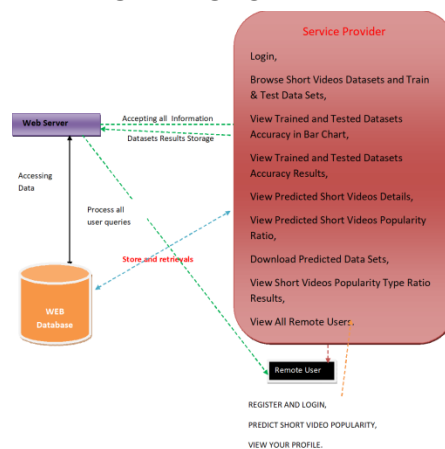 Service Provider
Login,
Browse Short Videos Datasets and Train
& Test Data Sets,
View Trained and Tested Datasets
Accuracy in Bar Chart,
View Trained and Tested Datasets
Accuracy Results,
View Predicted Short Videos Details,
View Predicted Short Videos Popularity
Ratio,
Download Predicted Data Sets,
View Short Videos Popularity Type Ratio
Results,
View All Remote Users.
Web Server
Accepting all Information
Datasets Results Storage
Accessing
Data
Process all
user queries
Store and retrievals
WEB
Database
Remote User
REGISTER AND LOGIN,
PREDICT SHORT VIDEO POPULARITY,
VIEW YOUR PROFILE.